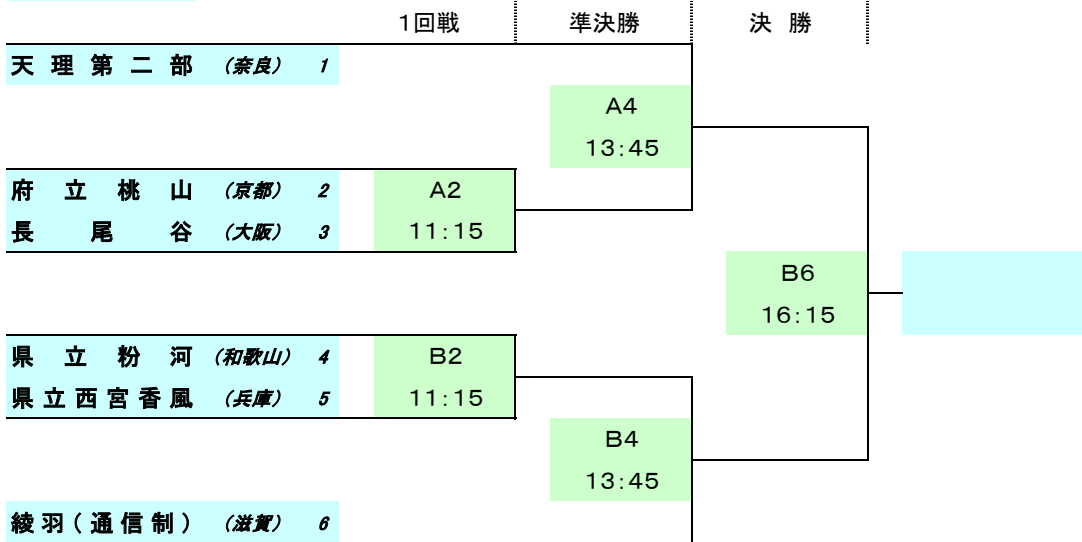 1回戦 準決勝 決 勝
天 理 第 二 部 (奈良) 1
A4
13:45
府 立 桃 山 (京都) 2 A2
長 尾 谷 (大阪) 3 11:15
B6
16:15
県 立 粉 河 (和歌山) 4 B2
県 立 西 宮 香 風 (兵庫) 5 11:15
B4
13:45
綾 羽 ( 通 信 制 ) (滋賀) 6